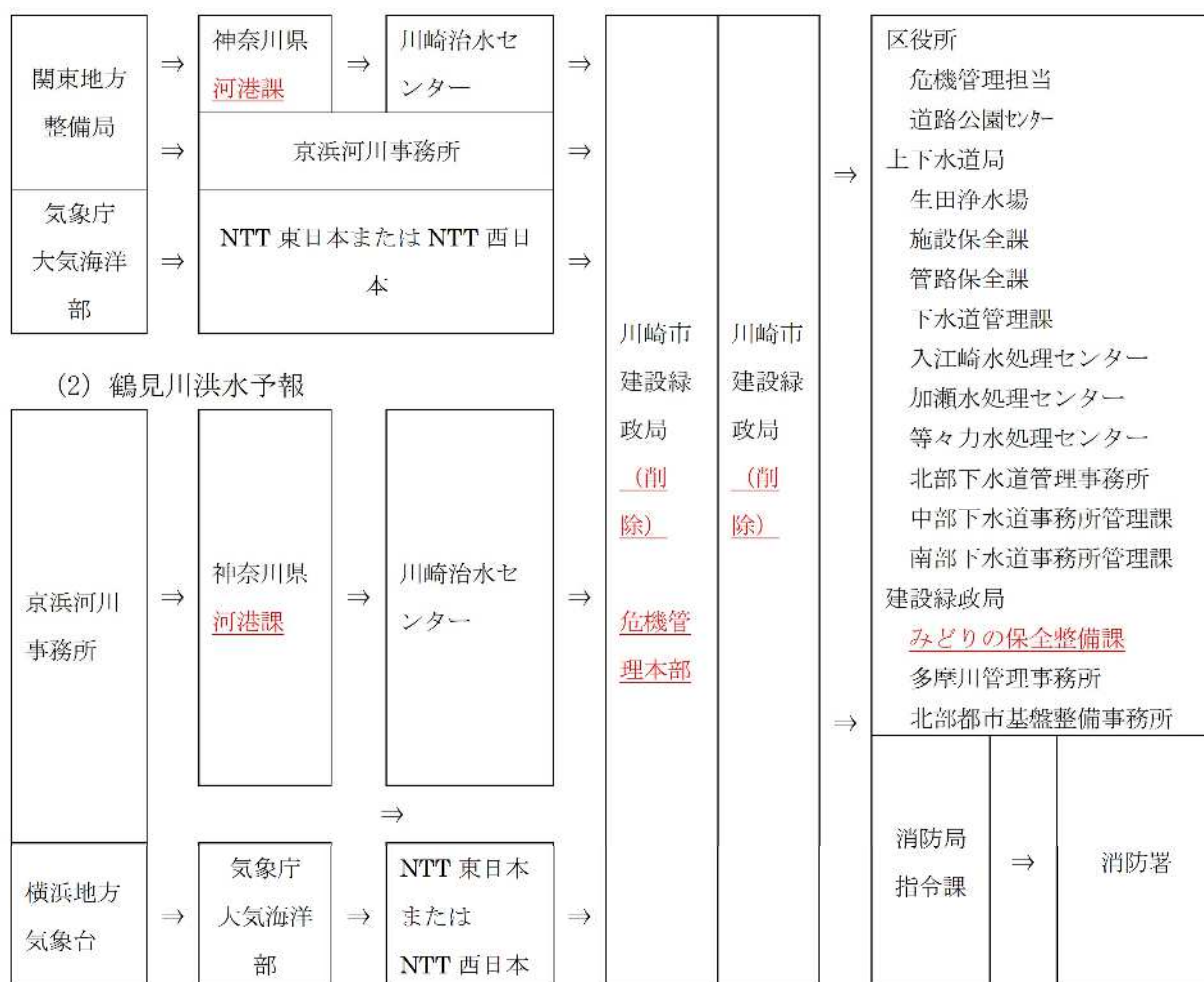 関東地方
整備局
⇒
神奈川県
河港課
⇒
川崎治水セ
ンター
⇒
⇒
京浜河川事務所
⇒
気象庁
大気海洋
部
⇒
NTT 東日本または NTT 西日
本
⇒
(2) 鶴見川洪水予報
京浜河川
事務所
⇒
神奈川県
河港課
⇒
川崎治水セ
ンター
⇒
⇒
横浜地方
気象台
⇒
気象庁
大気海洋
部
⇒
NTT 東日本
または
NTT 西日本
⇒
川崎市
建設緑
政局
(削
除)
危機管
理本部
川崎市
建設緑
政局
(削
除)
⇒
⇒
区役所
危機管理担当
道路公園センター
上下水道局
生田浄水場
施設保全課
管路保全課
下水道管理課
入江崎水処理センター
加瀬水処理センター
等々力水処理センター
北部下水道管理事務所
中部下水道事務所管理課
南部下水道事務所管理課
建設緑政局
みどりの保全整備課
多摩川管理事務所
北部都市基盤整備事務所
消防局
指令課
⇒
消防署